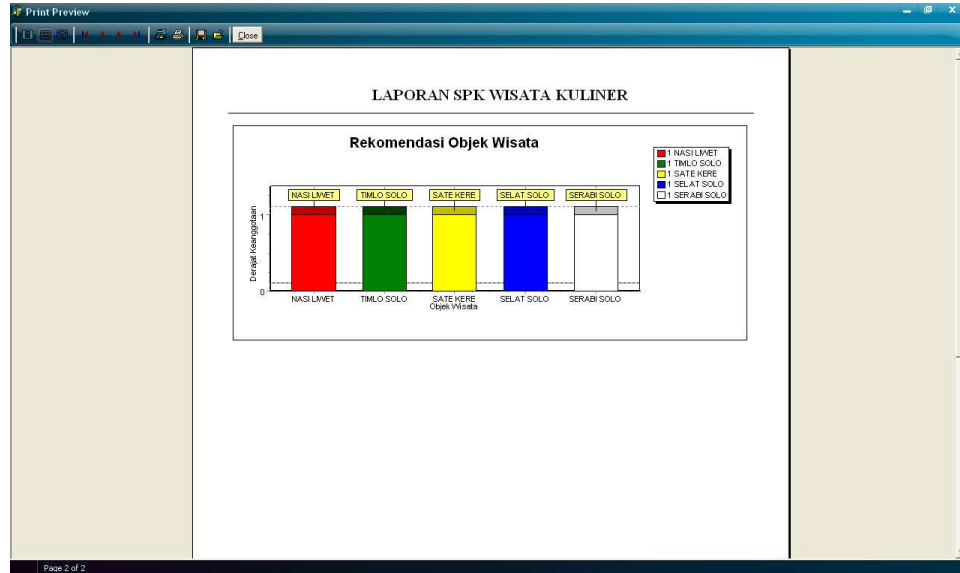 Print Preview
Close
LAPORAN SPK WISATA KULINER
Rekomendasi Objek Wisata
1 NASI LIWET
1 TIMLO SOLO
1 SATE KERE
1 SELAT SOLO
1 SERABI SOLO
NASI LIWET TIMLO SOLO SATE KERE SELAT SOLO SERABI SOLO
1
Derajat Keanggotaan
0
NASI LIWET TIMLO SOLO SATE KERE SELAT SOLO SERABI SOLO
Objek Wisata
Page 2 of 2